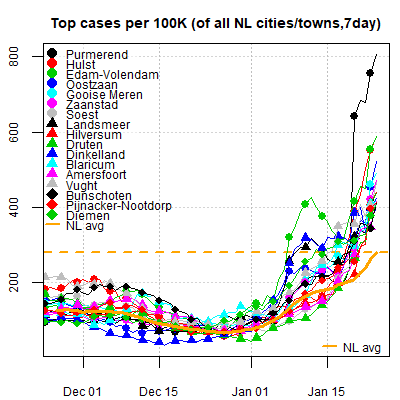 Top cases per 100K (of all NL cities/towns,7day)
800
600
400
200
Purmerend
Hulst
Edam-Volendam
Oostzaan
Gooise Meren
Zaanstad
Soest
Landsmeer
Hilversum
Druten
Dinkelland
Blaricum
Amersfoort
Vught
Bunschoten
Pijnacker-Nootdorp
Diemen
NL avg
NL avg
Dec 01
Dec 15
Jan 01
Jan 15